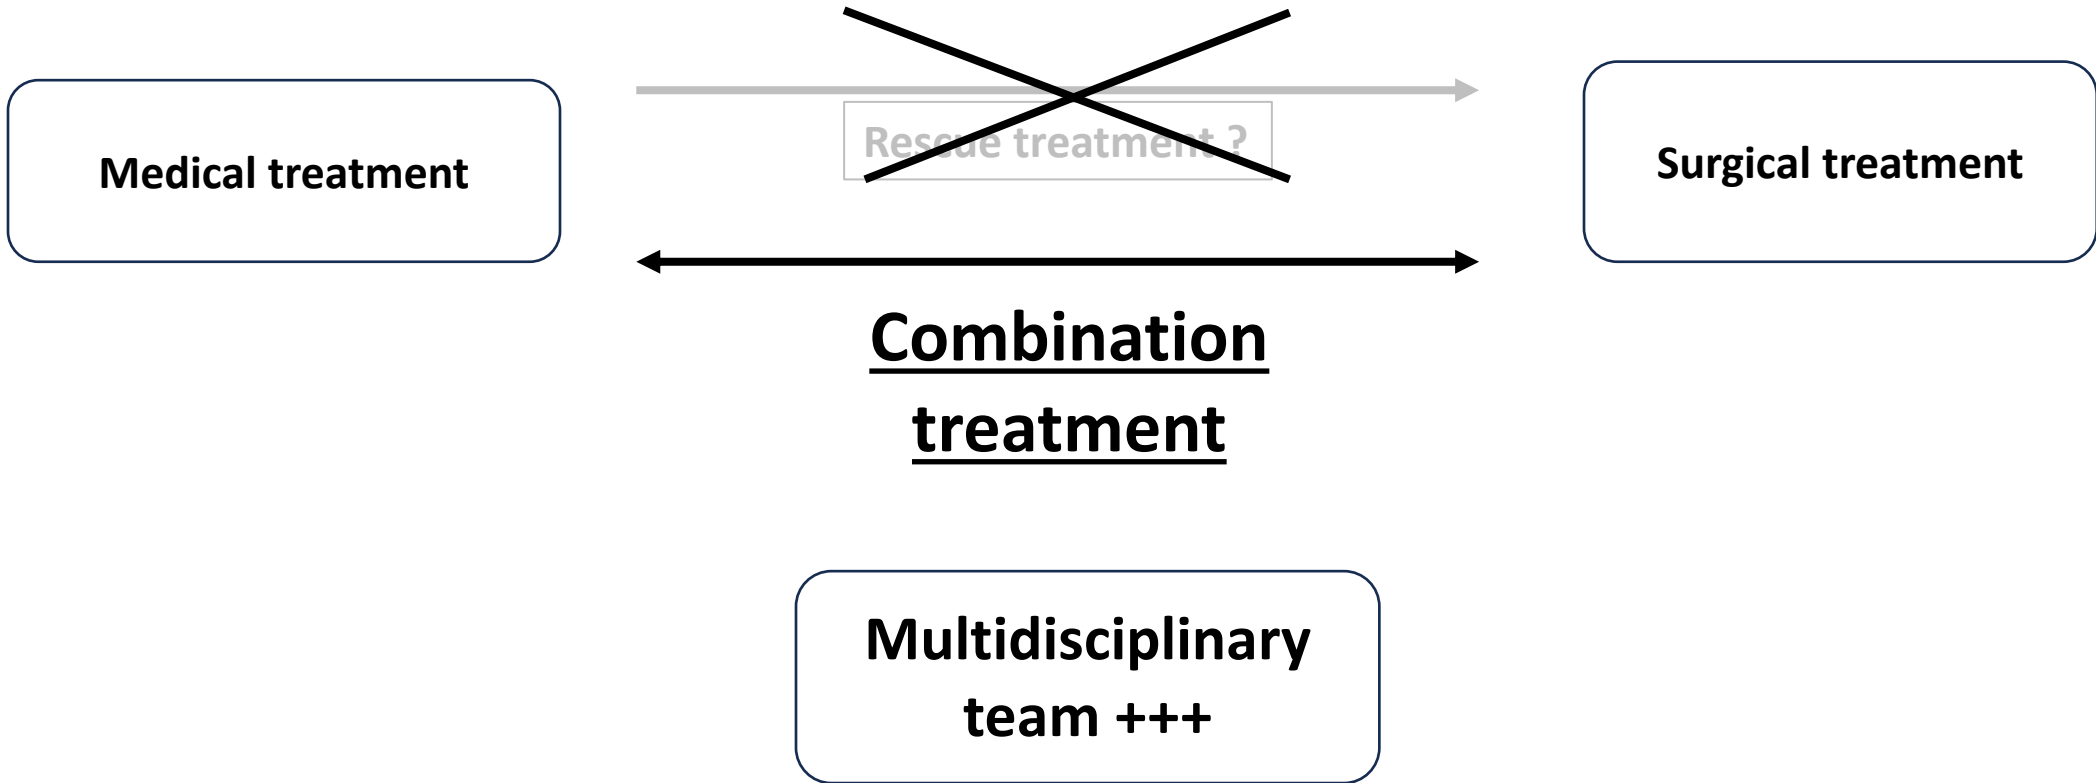 Medical treatment
Rescue treatment ?
Surgical treatment
Combination
treatment
Multidisciplinary
team +++